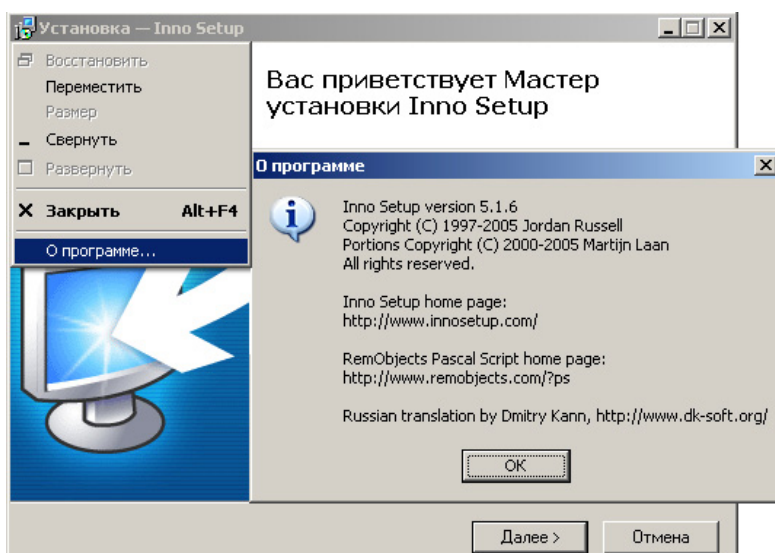 Установка — Inno Setup
Восстановить
Переместить
Размер
Свернуть
Развернуть
Закрыть Alt+F4
О программе...
Вас приветствует Мастер
установки Inno Setup
О программе
Inno Setup version 5.1.6
Copyright (C) 1997-2005 Jordan Russell
Portions Copyright (C) 2000-2005 Martijn Laan
All rights reserved.
Inno Setup home page:
http://www.innosetup.com/
RemObjects Pascal Script home page:
http://www.remobjects.com/?ps
Russian translation by Dmitry Kann, http://www.dk-soft.org/
OK
Далее >
Отмена